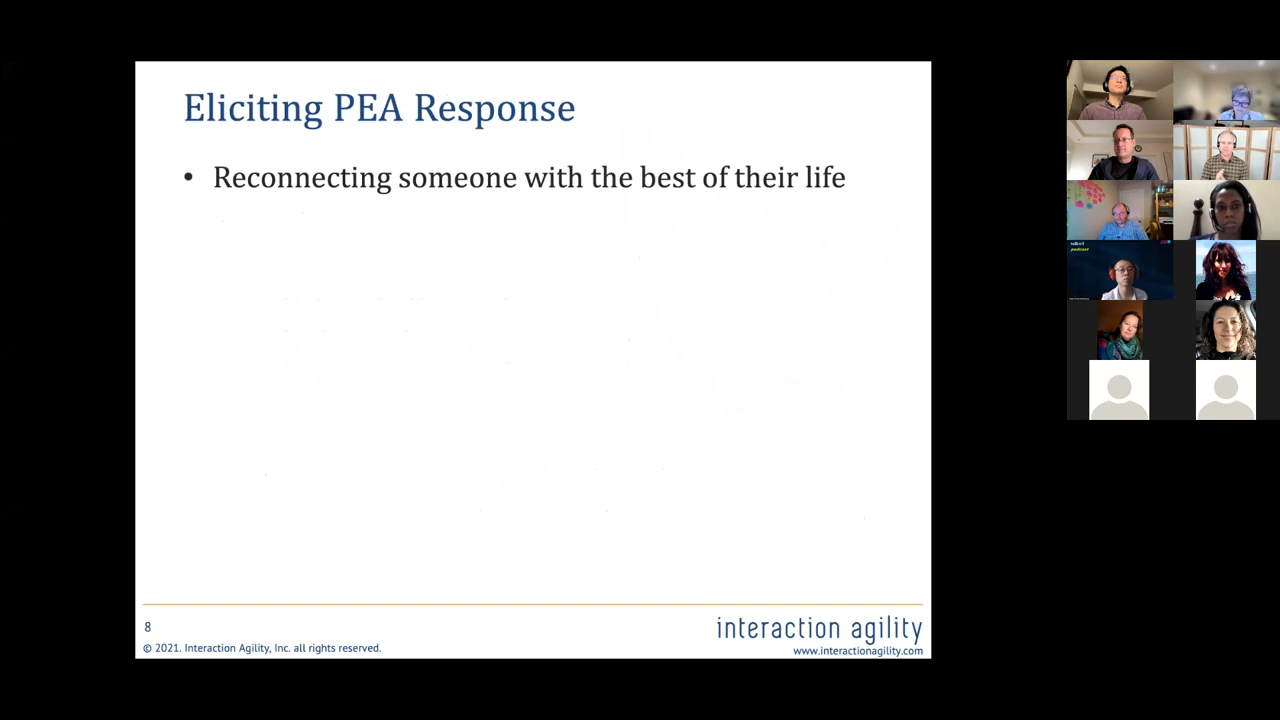 Eliciting PEA Response
• Reconnecting someone with the best of their life
8
© 2021. Interaction Agility, Inc. all rights reserved.
interaction agility
www.interactionagility.com
podcast